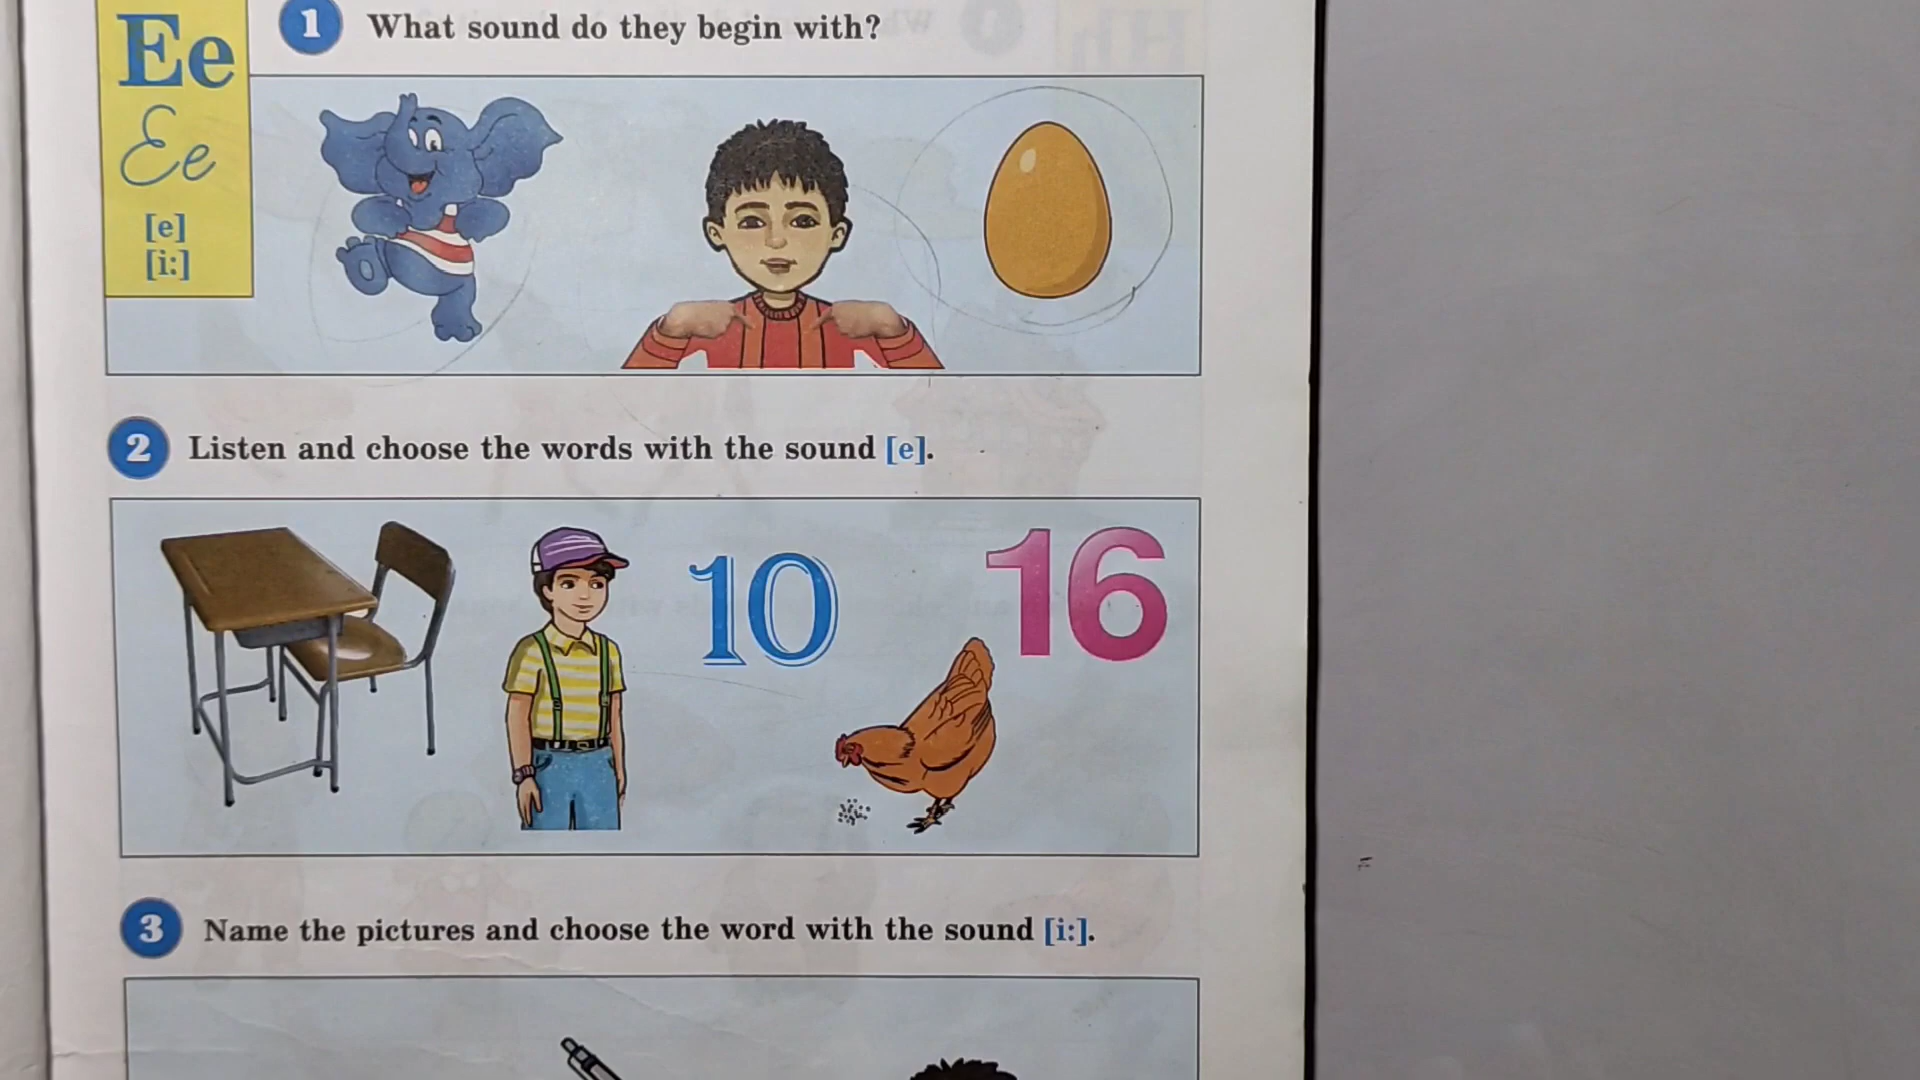 Ee
Ee
[e]
[i:]
1 What sound do they begin with?
2 Listen and choose the words with the sound [e].
10
16
3 Name the pictures and choose the word with the sound [i:].